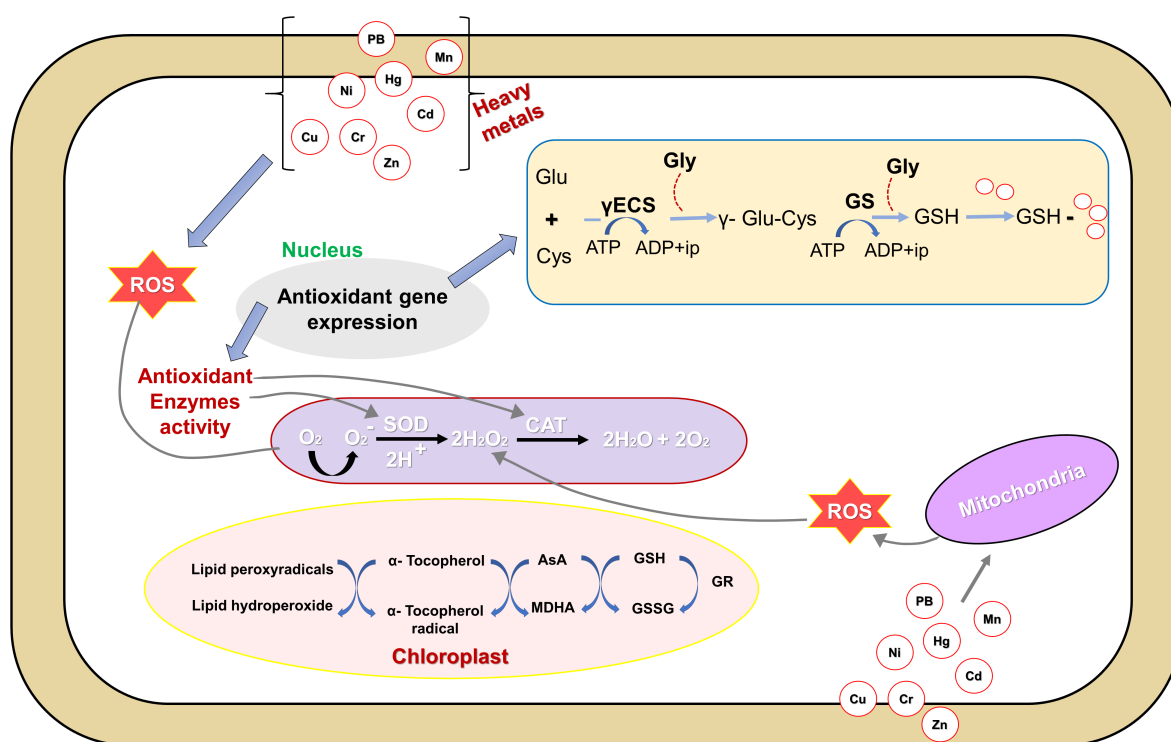 PB
Mn
Hg
Ni
Cd
Cu
Cr
Zn
Heavy
metals
Glu
+
Cys
γECS
ATP
ADP+ip
Gly
γ- Glu-Cys
GS
ATP
ADP+ip
Gly
GSH
GSH -
ROS
Nucleus
Antioxidant gene
expression
Antioxidant
Enzymes
activity
O₂
O₂⁻
SOD
2H⁺
2H₂O₂
CAT
2H₂O + 2O₂
Mitochondria
ROS
Lipid peroxyradicals
Lipid hydroperoxide
α- Tocopherol
α- Tocopherol
radical
AsA
MDHA
GSH
GSSG
GR
Chloroplast
PB
Mn
Hg
Ni
Cd
Cu
Cr
Zn